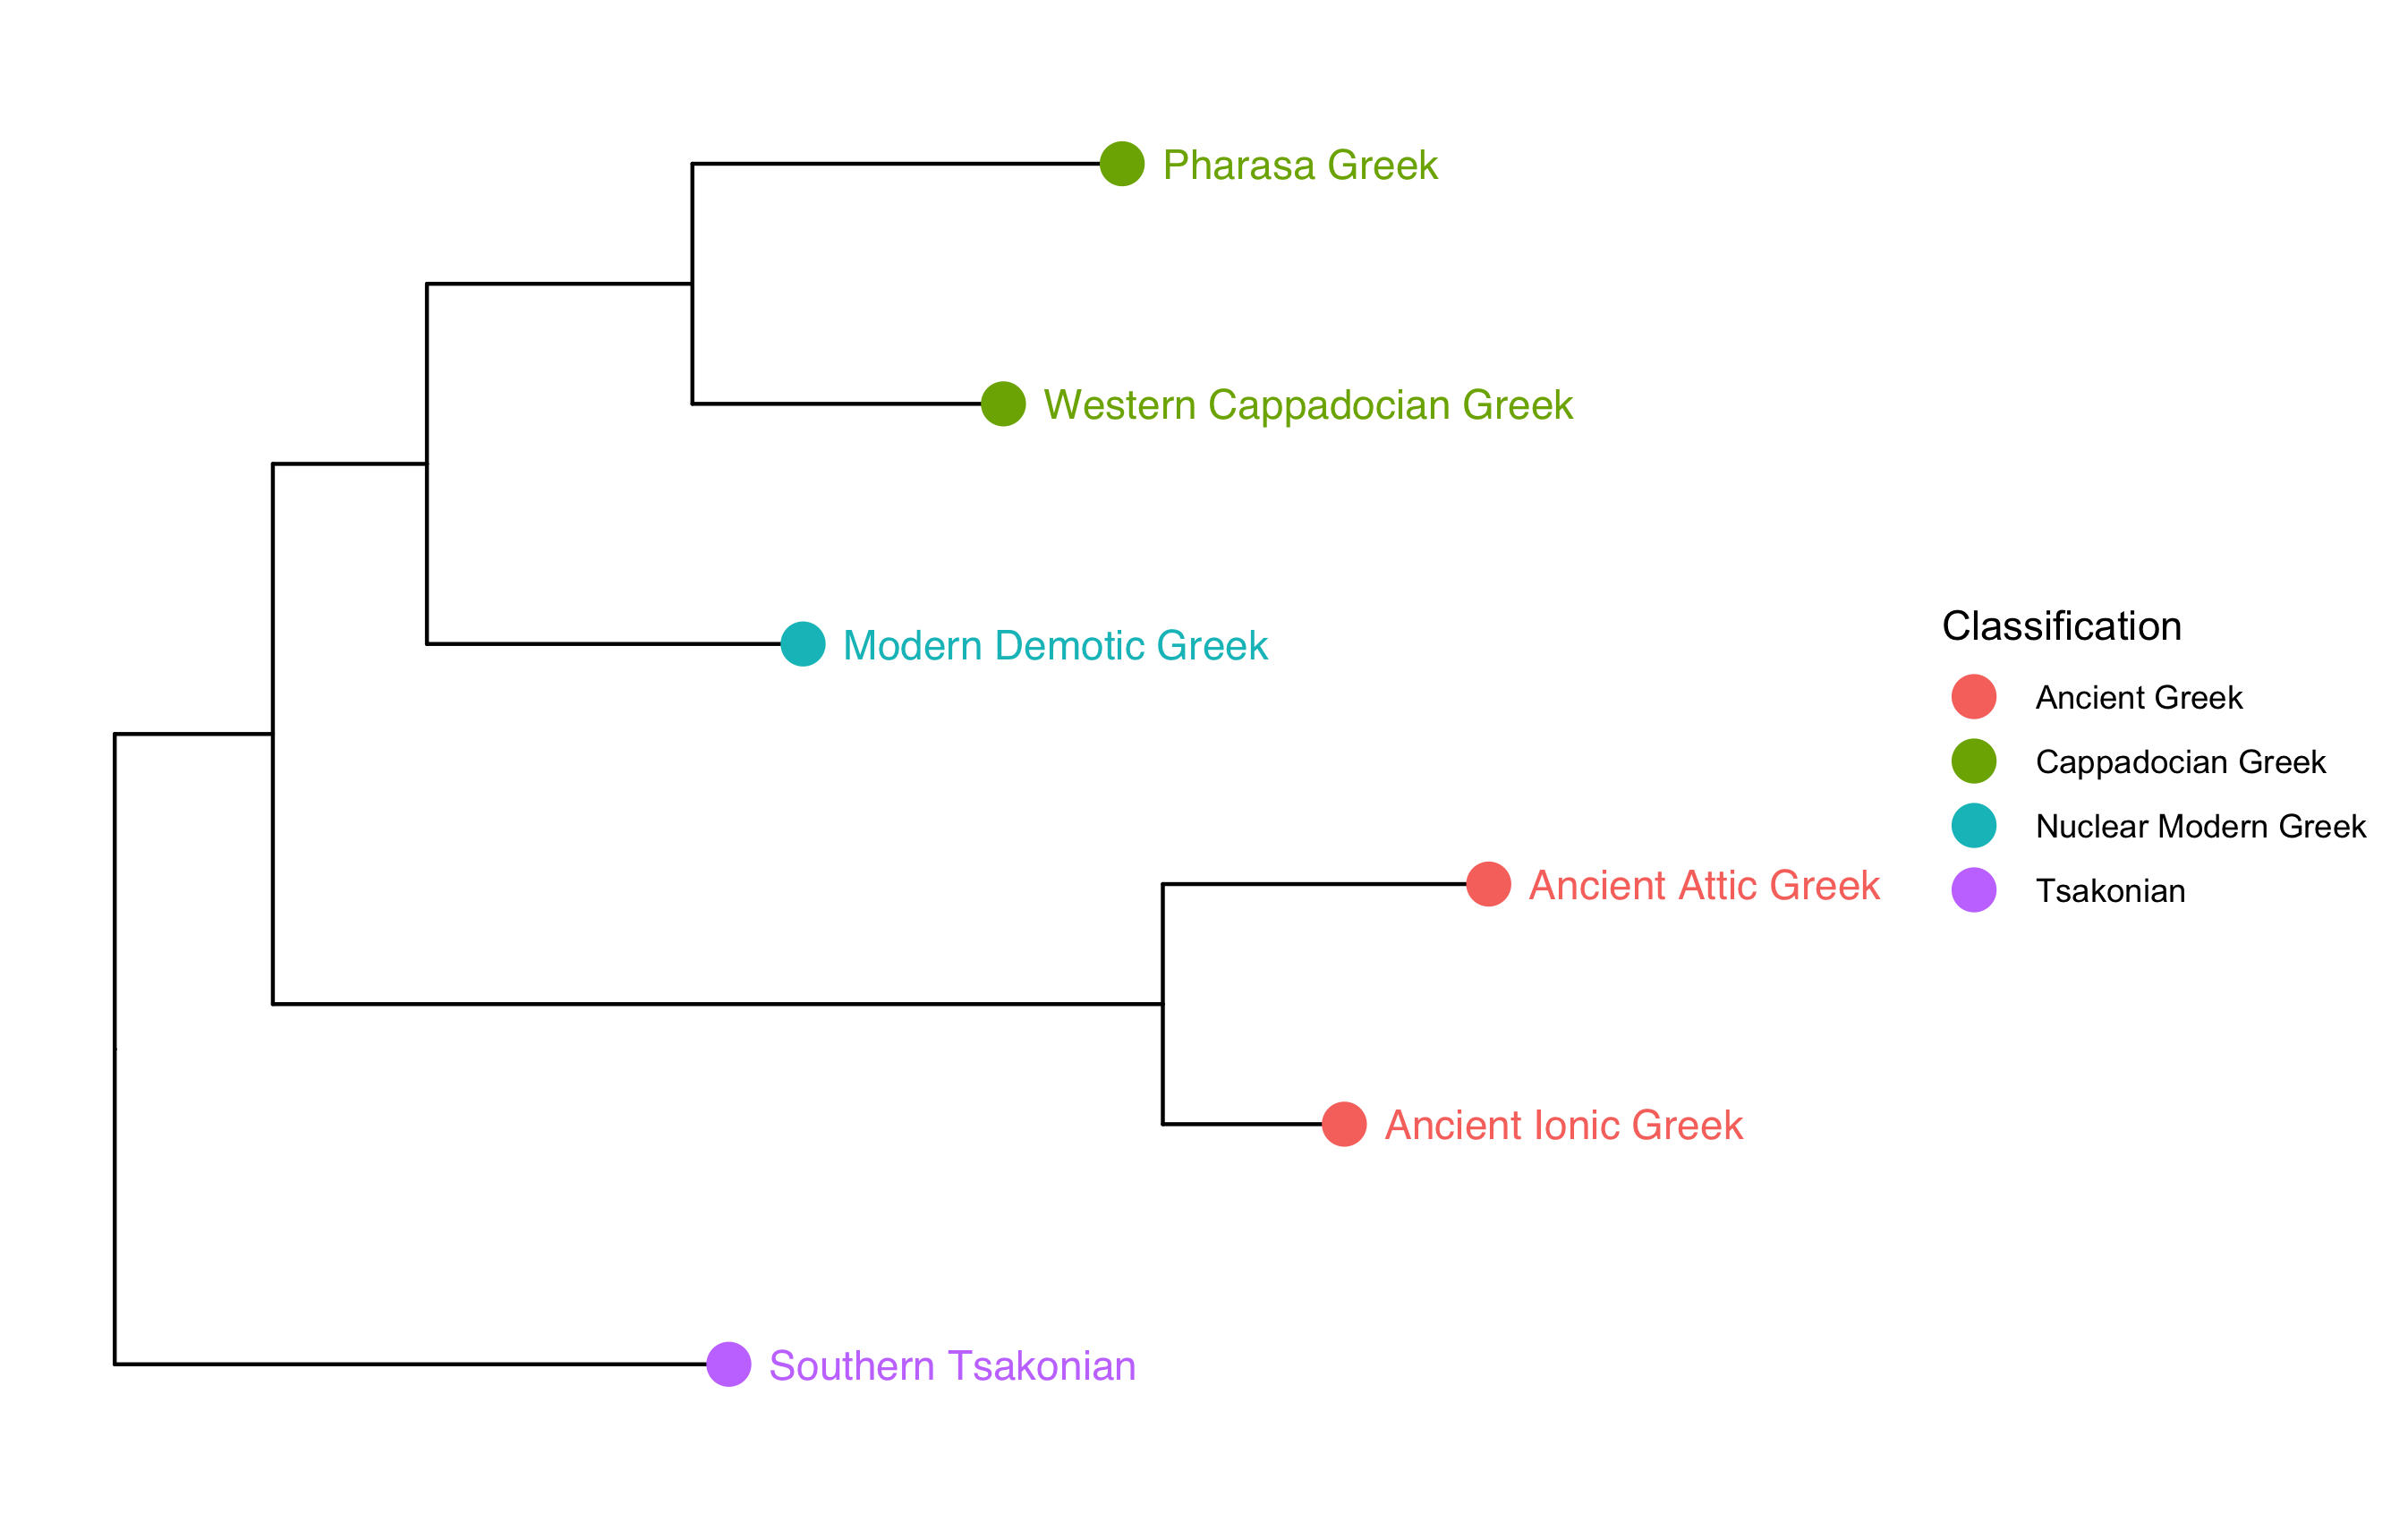 Pharasa Greek
Western Cappadocian Greek
Modern Demotic Greek
Ancient Attic Greek
Ancient Ionic Greek
Southern Tsakonian
Classification
Ancient Greek
Cappadocian Greek
Nuclear Modern Greek
Tsakonian